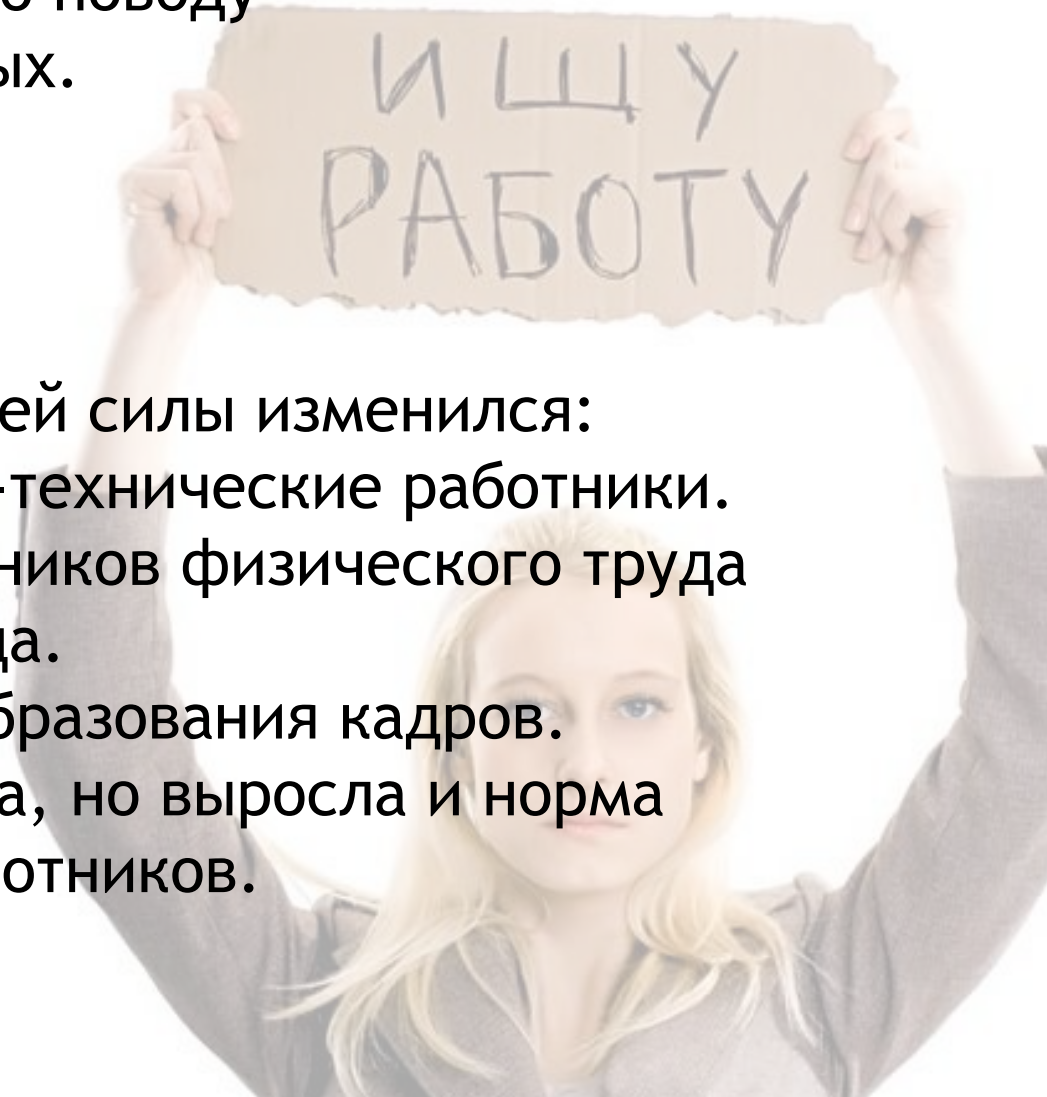 о поводу
ых.
ИЩУ
РАБОТУ
ей силы изменился:
-технические работники.
ников физического труда
да.
бразования кадров.
а, но выросла и норма
отников.